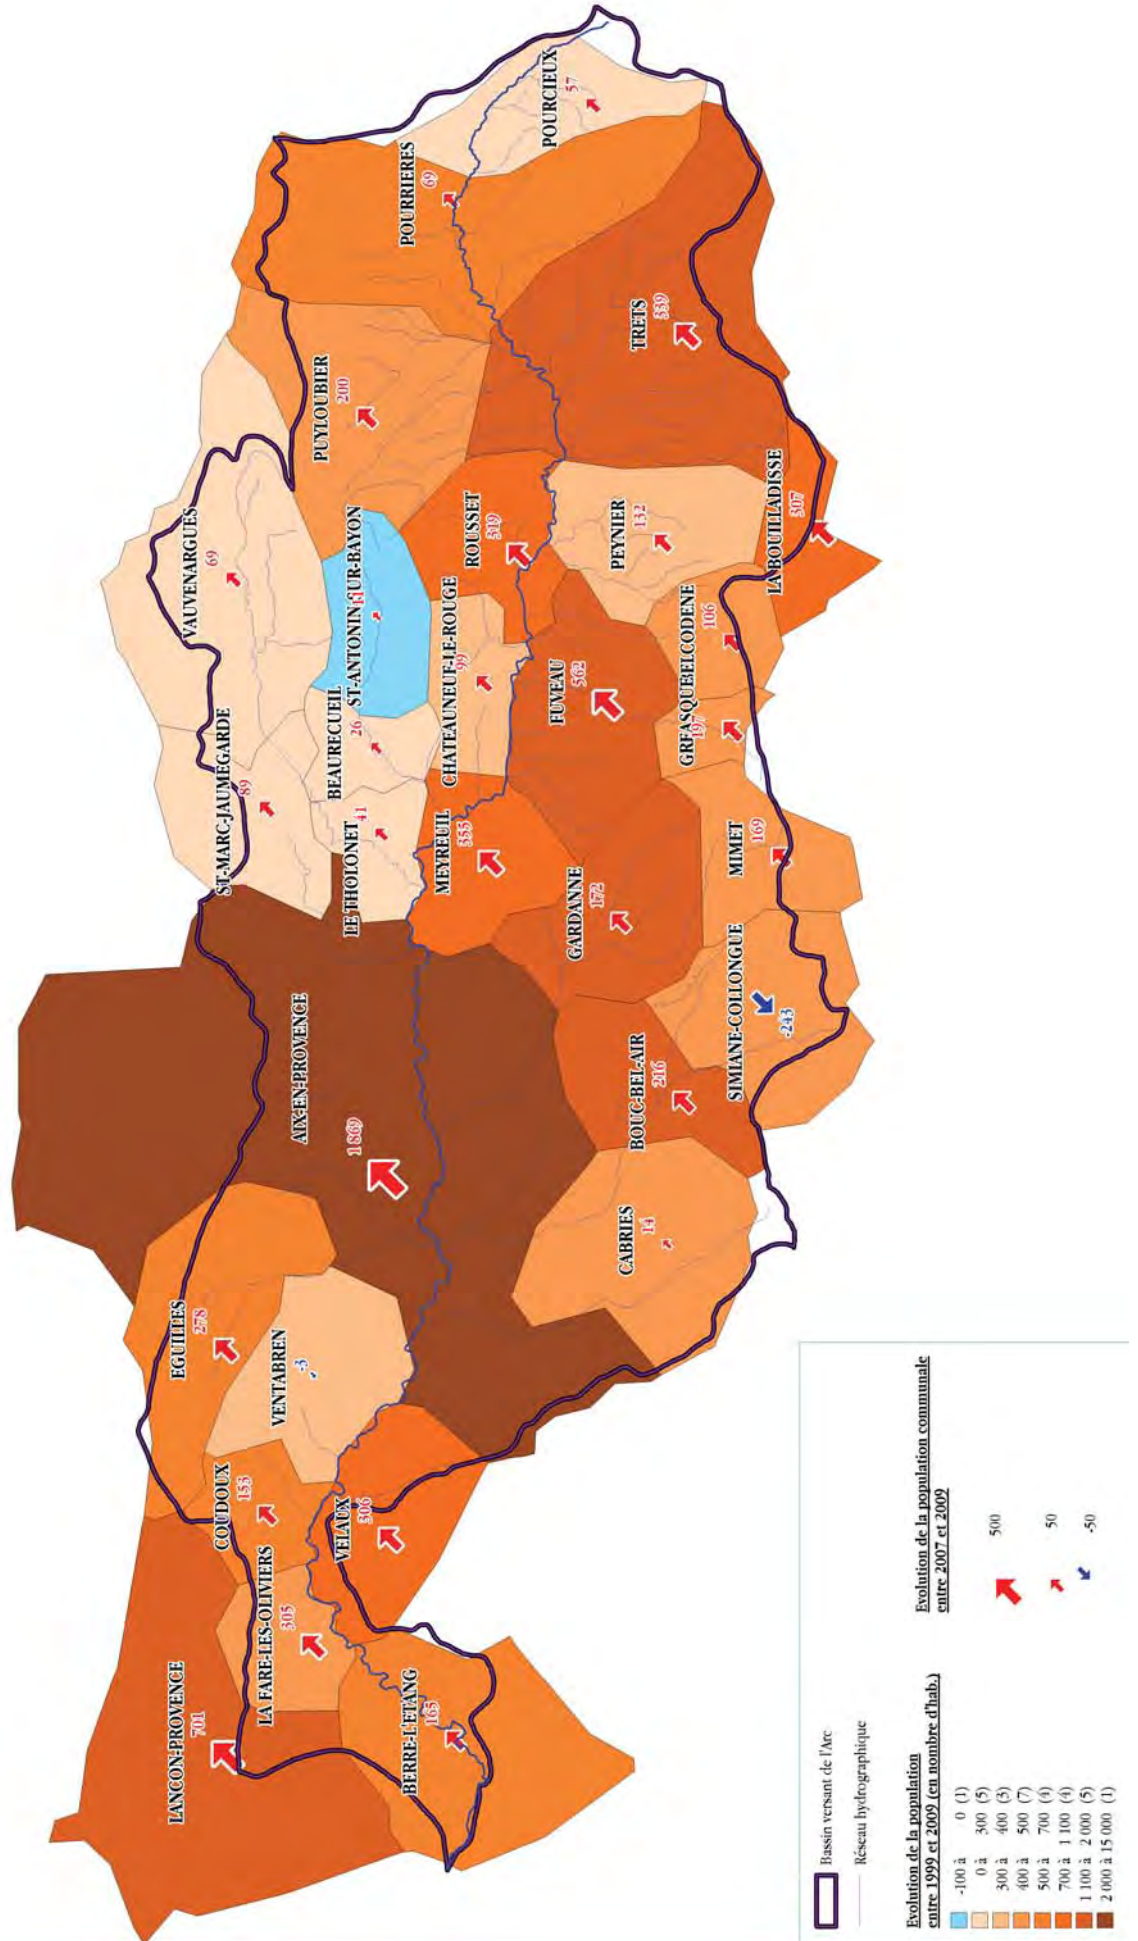 LANCON-PROVENCE
701
LA FARE-LES-OLIVIERS
305
BERRE-L'ETANG
165
COUDOUX
153
VELAUX
306
EGUILLES
278
VENTABREN
-3
AIX-EN-PROVENCE
1 869
CABRIES
14
BOUC-BEL-AIR
216
SIMIANE-COLLONGUE
-243
GARDANNE
172
MIMET
169
ST-MARC-JAUMEGARDE
89
LE THOLONET
41
BEAURECUEIL
26
MEYREUIL
355
CHATEAUNEUF-LE-ROUGE
99
FUVEAU
562
GREASQUE
197
BELCODENE
106
VAUVENARGUES
69
ST-ANTONIN-SUR-BAYON
11
ROUSSET
319
PEYNIER
132
LA BOUILLADISSE
307
PUYLOUBIER
200
TRETS
339
POURRIERES
69
POURCIEUX
57
Bassin versant de l'Arc
Réseau hydrographique
Evolution de la population
entre 1999 et 2009 (en nombre d'hab.)
-100 à 0 (1)
0 à 300 (5)
300 à 400 (3)
400 à 500 (7)
500 à 700 (4)
700 à 1 100 (4)
1 100 à 2 000 (5)
2 000 à 15 000 (1)
Evolution de la population communale
entre 2007 et 2009
500
50
-50